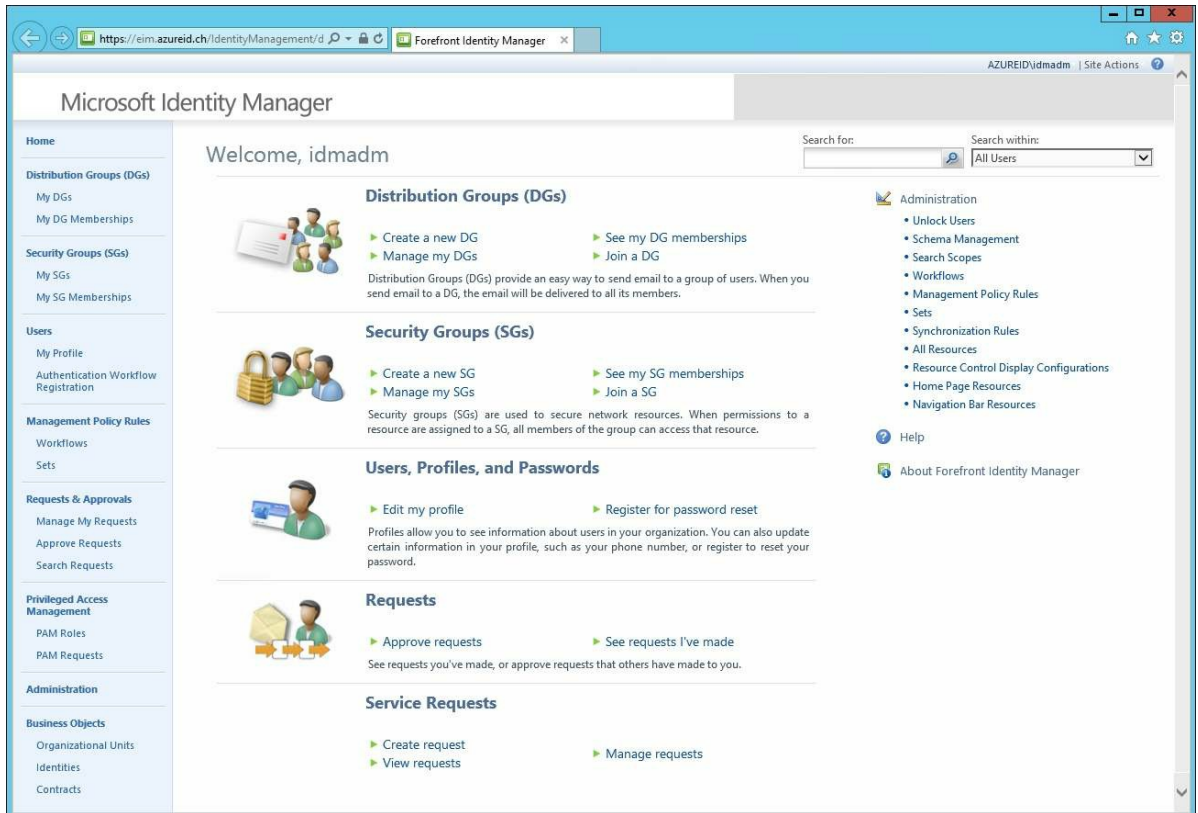 https://eim.azureid.ch/IdentityManagement/d
Forefront Identity Manager
AZUREID\idmadm | Site Actions
Microsoft Identity Manager
Home
Distribution Groups (DGs)
My DGs
My DG Memberships
Security Groups (SGs)
My SGs
My SG Memberships
Users
My Profile
Authentication Workflow
Registration
Management Policy Rules
Workflows
Sets
Requests & Approvals
Manage My Requests
Approve Requests
Search Requests
Privileged Access
Management
PAM Roles
PAM Requests
Administration
Business Objects
Organizational Units
Identities
Contracts
Welcome, idmadm
Search for:
Search within:
All Users
Distribution Groups (DGs)
Create a new DG
See my DG memberships
Manage my DGs
Join a DG
Distribution Groups (DGs) provide an easy way to send email to a group of users. When you
send email to a DG, the email will be delivered to all its members.
Security Groups (SGs)
Create a new SG
See my SG memberships
Manage my SGs
Join a SG
Security groups (SGs) are used to secure network resources. When permissions to a
resource are assigned to a SG, all members of the group can access that resource.
Users, Profiles, and Passwords
Edit my profile
Register for password reset
Profiles allow you to see information about users in your organization. You can also update
certain information in your profile, such as your phone number, or register to reset your
password.
Requests
Approve requests
See requests I've made
See requests you've made, or approve requests that others have made to you.
Service Requests
Create request
Manage requests
View requests
Administration
• Unlock Users
• Schema Management
• Search Scopes
• Workflows
• Management Policy Rules
• Sets
• Synchronization Rules
• All Resources
• Resource Control Display Configurations
• Home Page Resources
• Navigation Bar Resources
Help
About Forefront Identity Manager